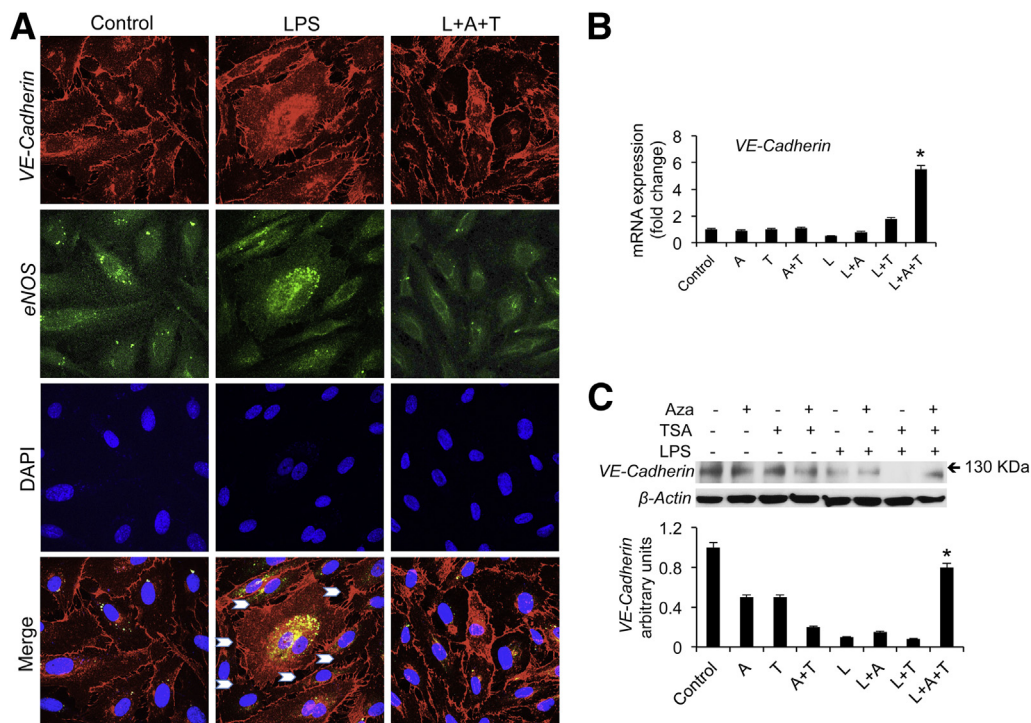 A
Control
LPS
L+A+T
VE-Cadherin
eNOS
DAPI
Merge
B
mRNA expression
(fold change)
8
6
4
2
0
VE-Cadherin
*
Control
A
T
A+T
L
L+A
L+T
L+A+T
C
Aza - + - + - + - +
TSA - - + + - - + +
LPS - - - - + + + +
VE-Cadherin
← 130 KDa
β-Actin
VE-Cadherin
arbitrary units
1.2
0.8
0.4
0
*
Control
A
T
A+T
L
L+A
L+T
L+A+T